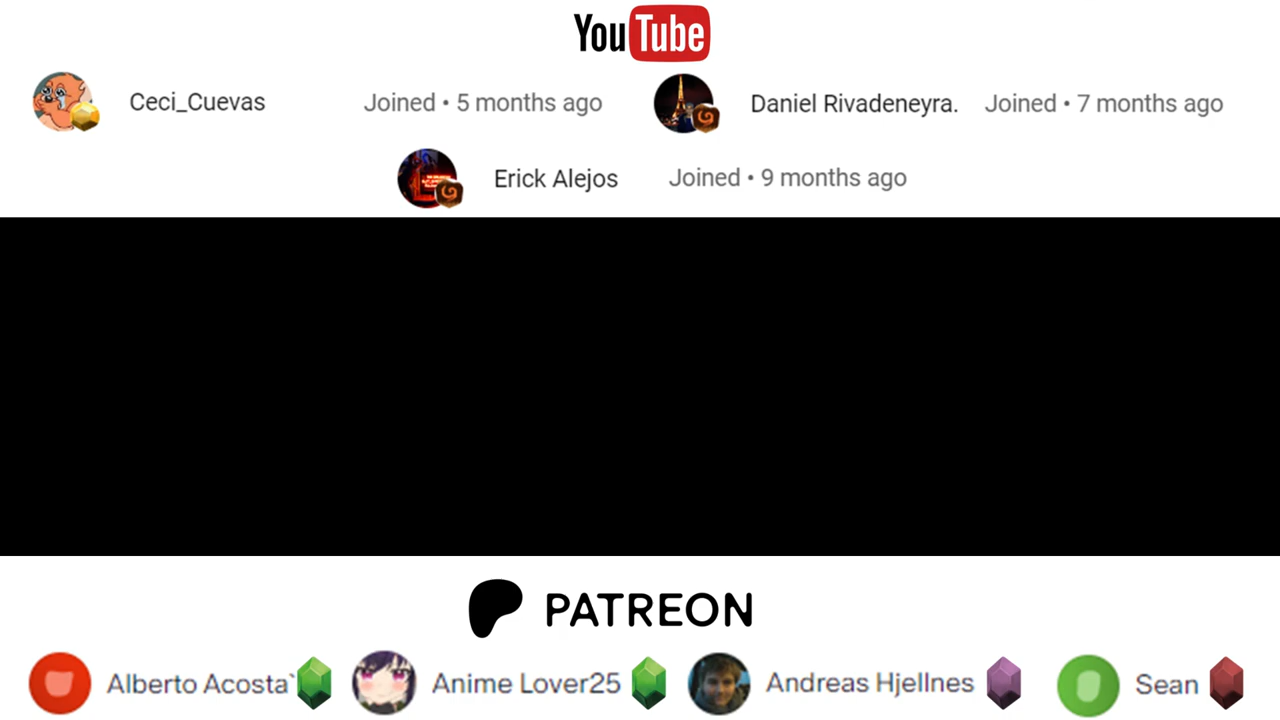 YouTube
Ceci_Cuevas Joined • 5 months ago Daniel Rivadeneyra. Joined • 7 months ago
Erick Alejos Joined • 9 months ago
PATREON
Alberto Acosta` Anime Lover25 Andreas Hjellnes Sean